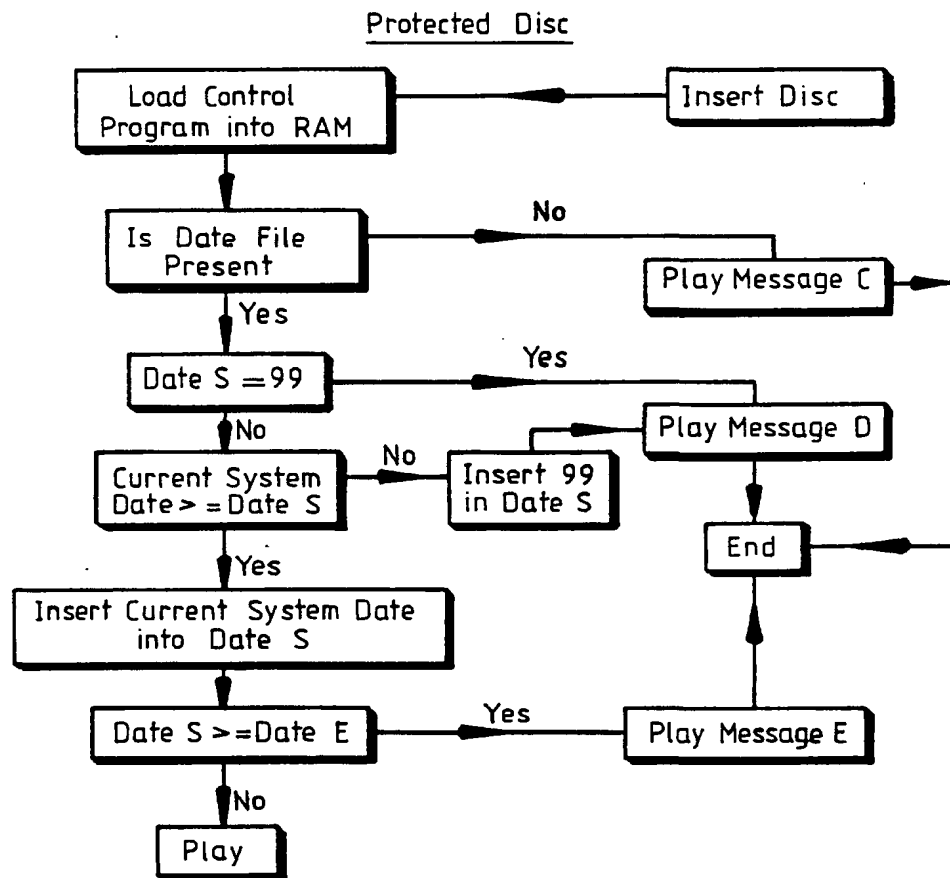 Protected Disc
Load Control
Program into RAM
Insert Disc
Is Date File
Present
No
Play Message C
Yes
Date S = 99
Yes
Play Message D
No
Current System
Date > = Date S
No
Insert 99
in Date S
End
Yes
Insert Current System Date
into Date S
Date S >= Date E
Yes
Play Message E
No
Play